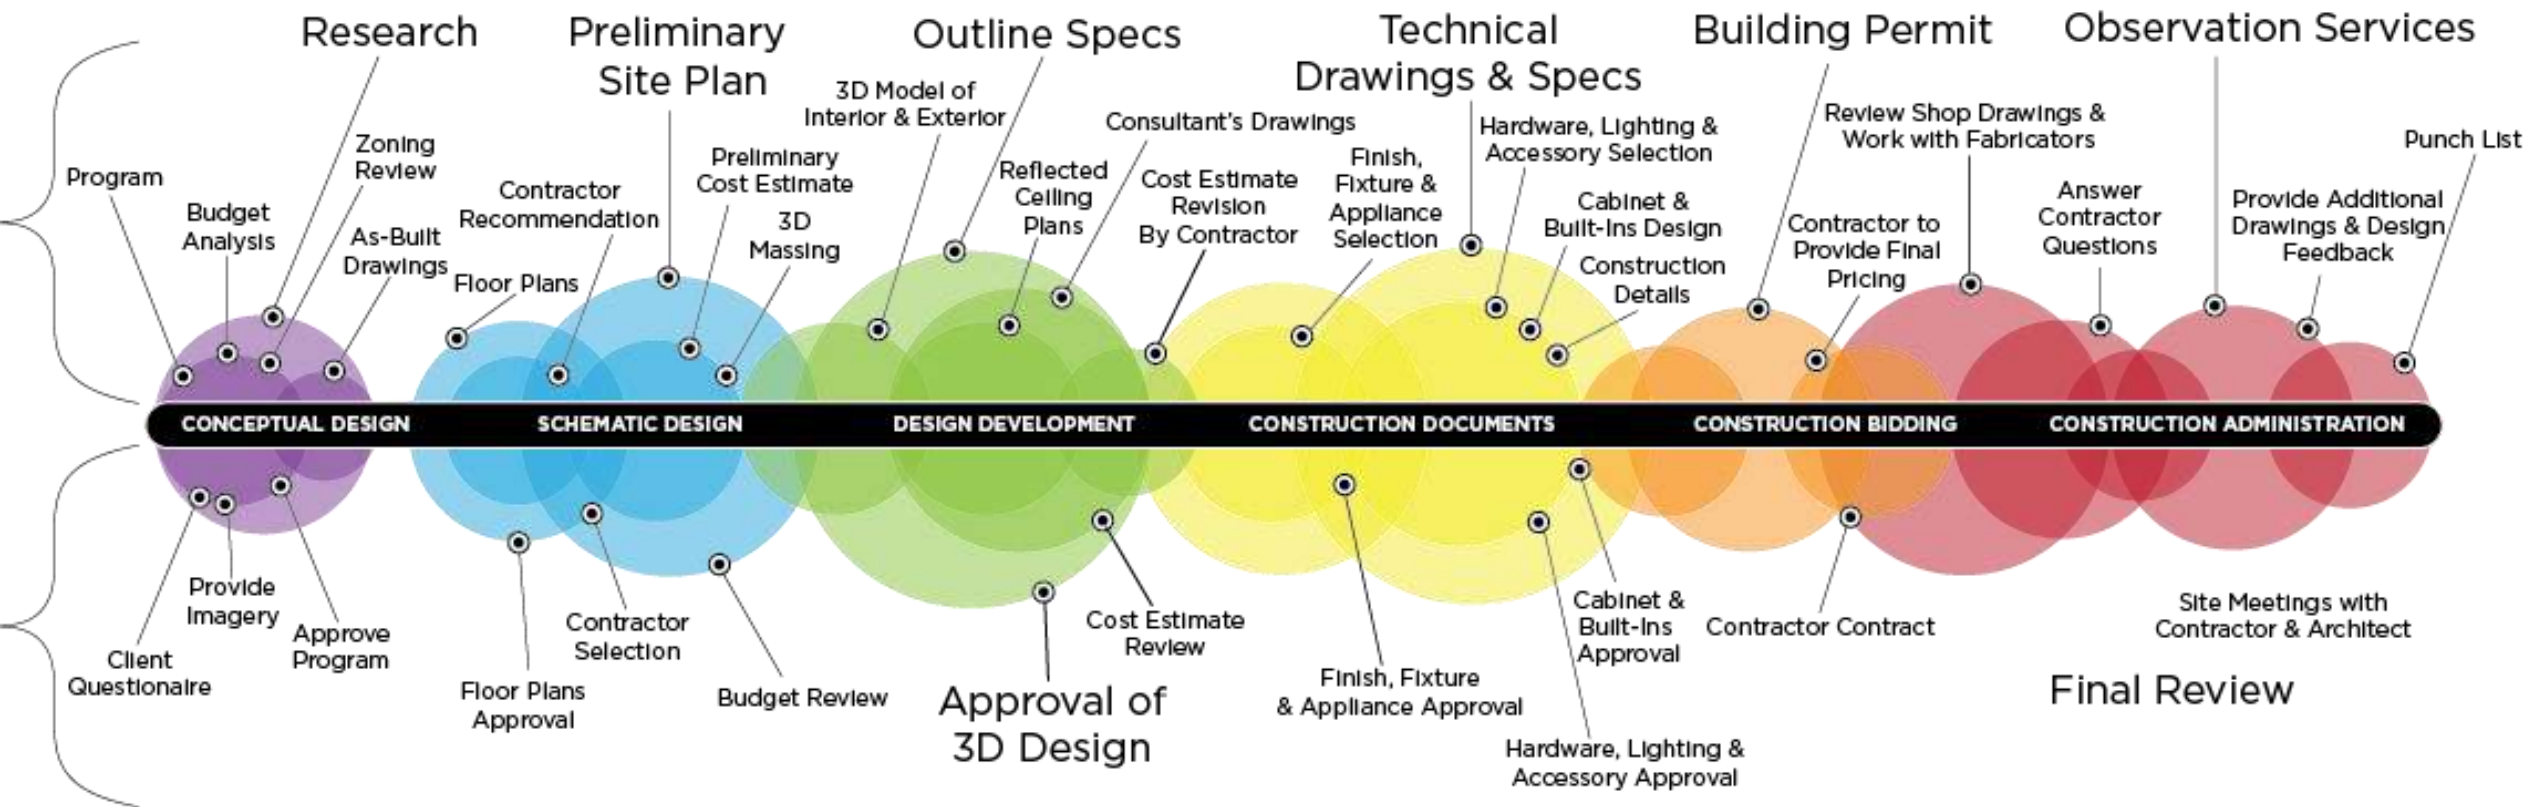 Research
Preliminary
Site Plan
Outline Specs
Technical
Drawings & Specs
Building Permit
Observation Services
Program
Budget
Analysis
Zoning
Review
As-Built
Drawings
Floor Plans
Contractor
Recommendation
Preliminary
Cost Estimate
3D
Massing
3D Model of
Interior & Exterior
Reflected
Ceiling
Plans
Consultant's Drawings
Cost Estimate
Revision
By Contractor
Finish,
Fixture &
Appliance
Selection
Hardware, Lighting &
Accessory Selection
Cabinet &
Built-Ins Design
Construction
Details
Contractor to
Provide Final
Pricing
Review Shop Drawings &
Work with Fabricators
Answer
Contractor
Questions
Provide Additional
Drawings & Design
Feedback
Punch List
CONCEPTUAL DESIGN
SCHEMATIC DESIGN
DESIGN DEVELOPMENT
CONSTRUCTION DOCUMENTS
CONSTRUCTION BIDDING
CONSTRUCTION ADMINISTRATION
Client
Questionaire
Provide
Imagery
Approve
Program
Floor Plans
Approval
Contractor
Selection
Budget Review
Approval of
3D Design
Cost Estimate
Review
Finish, Fixture
& Appliance Approval
Hardware, Lighting &
Accessory Approval
Cabinet &
Built-Ins
Approval
Contractor Contract
Site Meetings with
Contractor & Architect
Final Review